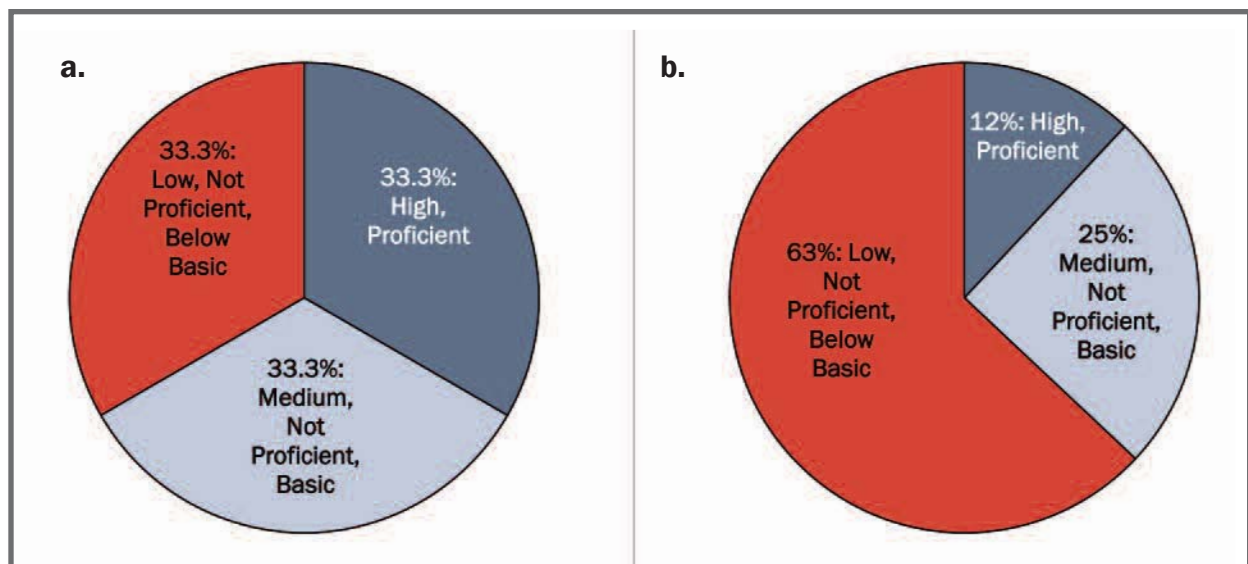 a.
33.3%:
Low, Not
Proficient,
Below
Basic
33.3%:
High,
Proficient
33.3%:
Medium,
Not
Proficient,
Basic
b.
12%: High,
Proficient
63%: Low,
Not
Proficient,
Below
Basic
25%:
Medium,
Not
Proficient,
Basic